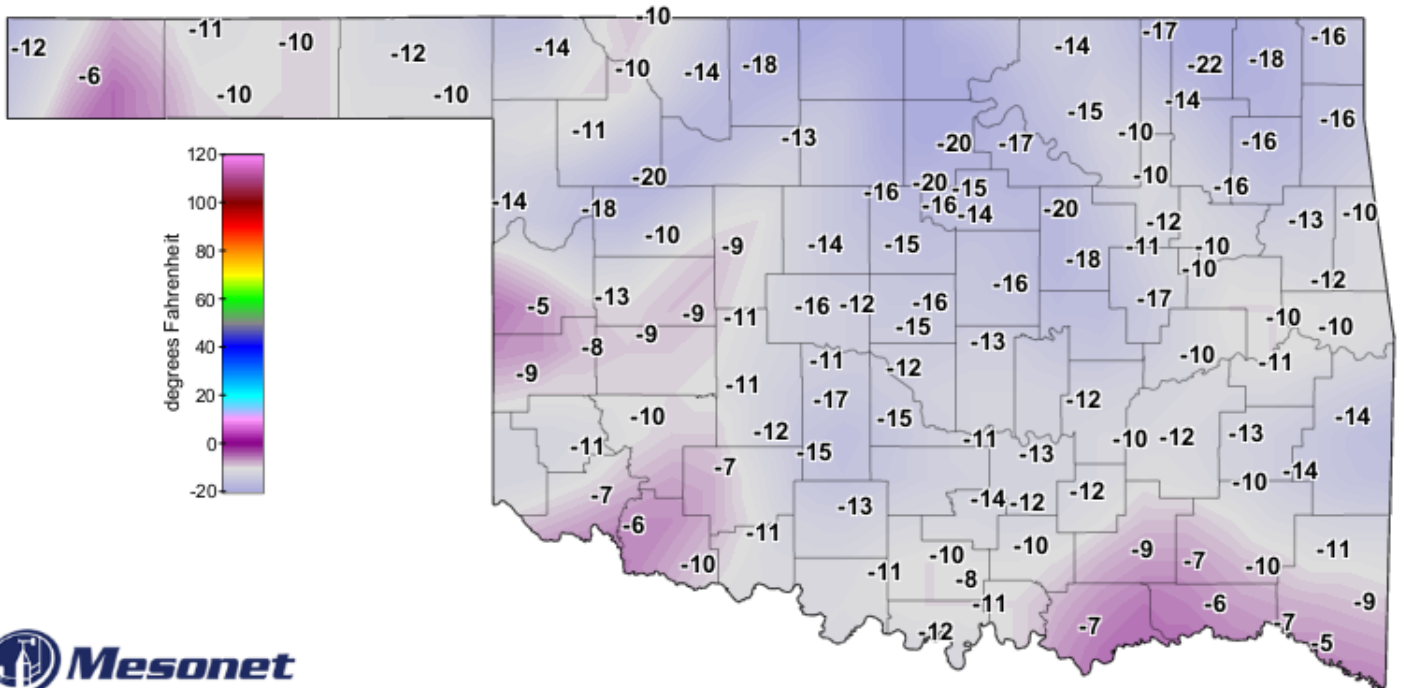 -10
-12 -11 -10 -12 -14 -14 -17 -16
-6 -10 -10 -10 -14 -18 -22 -18
-11 -13 -15 -14 -16
-20 -17 -10 -16
-20 -16 -20 -15 -10 -16
-14 -18 -16 -14 -20 -12 -13 -10
-10 -9 -14 -15 -18 -11 -10
-5 -13 -16 -10 -12
-9 -11 -16 -12 -16 -17 -10
-8 -9 -15 -13 -10
-9 -11 -12 -10 -11
-11 -17 -12
-10 -12 -15 -14
-11 -15 -11 -13 -10 -12 -13
-7 -14
-7 -13 -14 -12 -12 -10
-6 -11
-10 -11 -10 -10 -9 -7 -10 -11
-8
-12 -11 -7 -6 -7 -9
-5
120
100
80
60
40
20
0
-20
degrees Fahrenheit
Mesonet